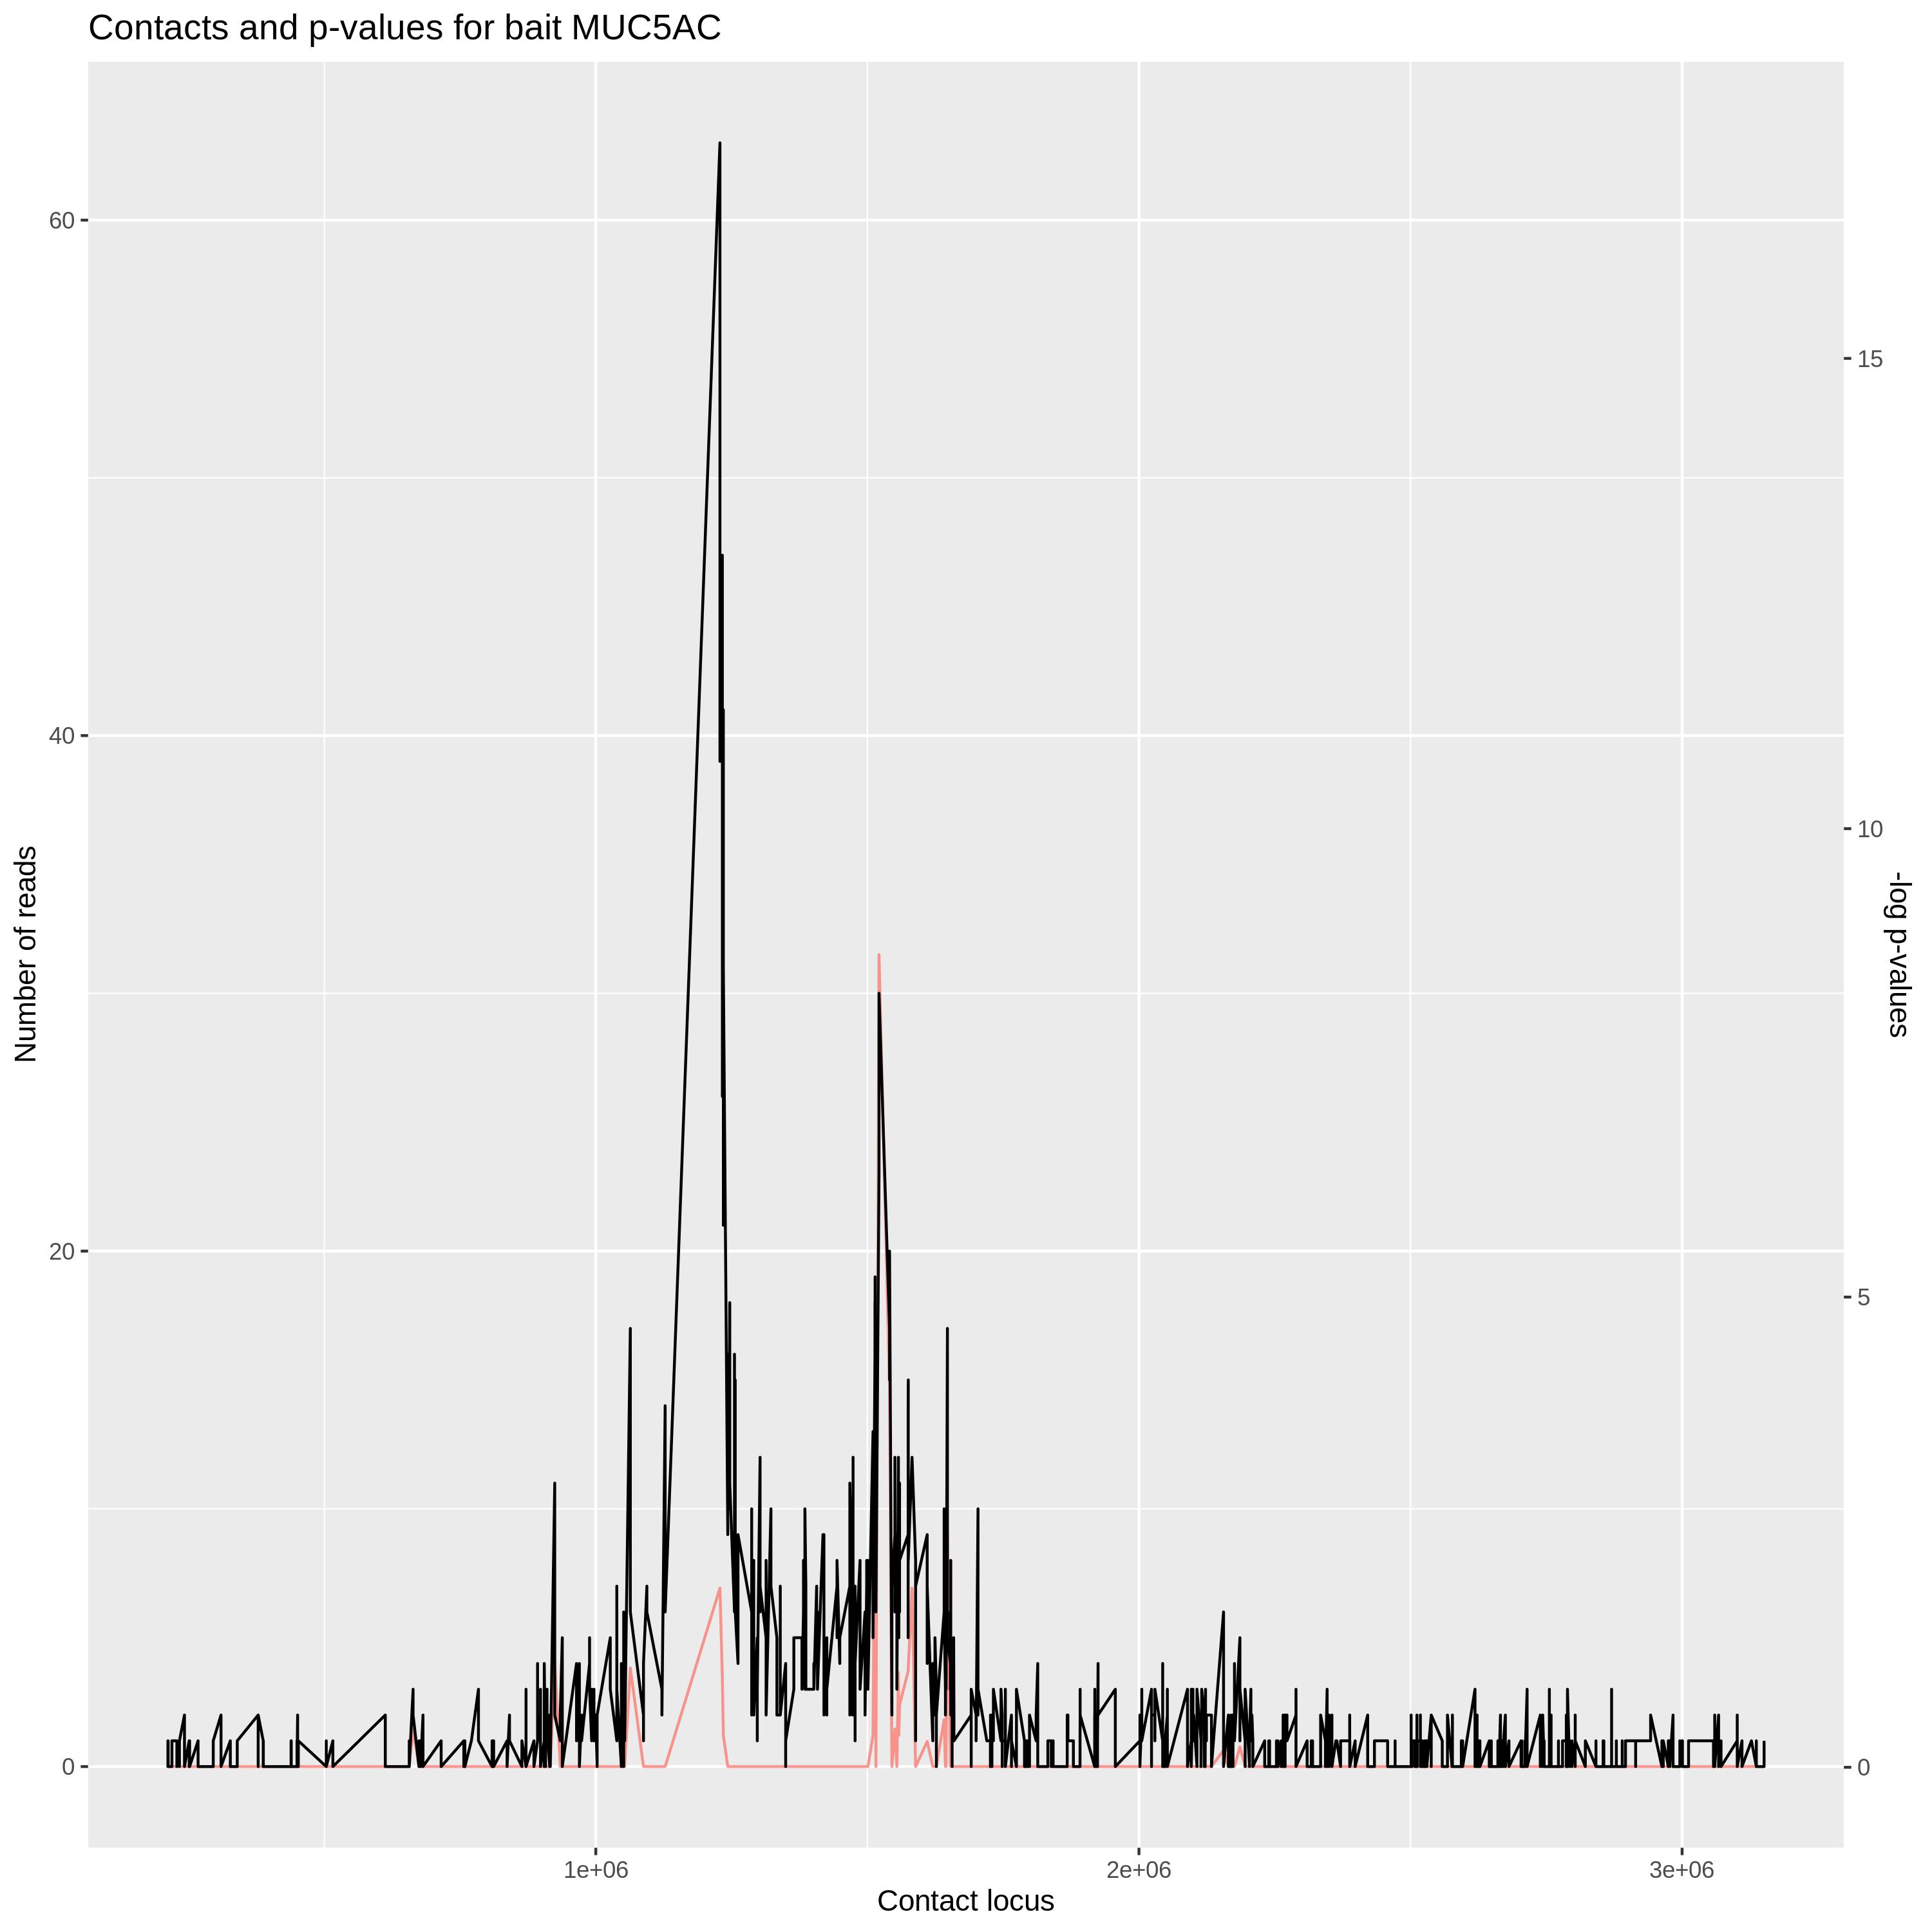 Contacts and p-values for bait MUC5AC
60
40
20
0
15
10
5
0
Number of reads
-log p-values
1e+06
2e+06
3e+06
Contact locus